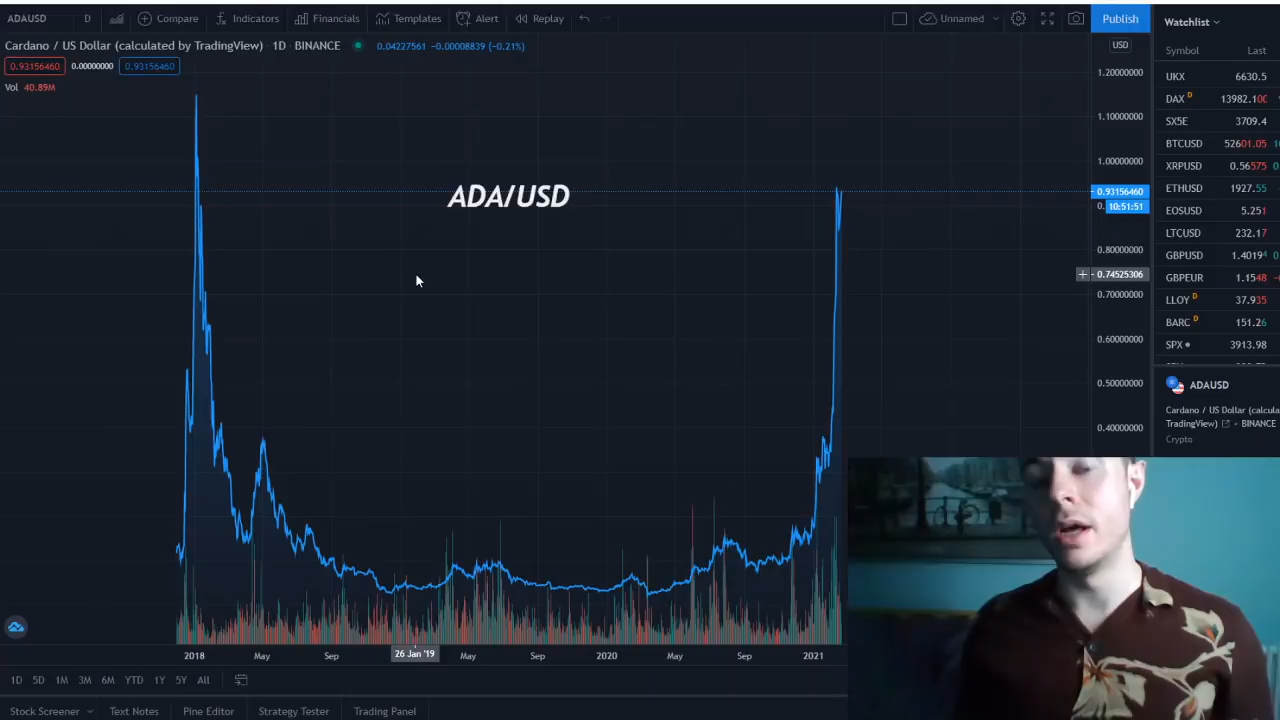 ADAUSD D Compare Indicators Financials Templates Alert Replay Unnamed Publish
Cardano / US Dollar (calculated by TradingView) · 1D · BINANCE 0.04227561 −0.00008839 (−0.21%)
0.93156460 0.00000000 0.93156460
Vol 40.89M
ADA/USD
USD
1.20000000
1.10000000
1.00000000
0.93156460
0. 10:51:51
0.80000000
0.74525306
0.70000000
0.60000000
0.50000000
0.40000000
2018 May Sep 26 Jan '19 May Sep 2020 May Sep 2021
1D 5D 1M 3M 6M YTD 1Y 5Y All
Stock Screener Text Notes Pine Editor Strategy Tester Trading Panel
Watchlist
Symbol Last
UKX 6630.5
DAX D 13982.100
SX5E 3709.4
BTCUSD 52601.05
XRPUSD 0.56575
ETHUSD 1927.55
EOSUSD 5.251
LTCUSD 232.17
GBPUSD 1.40194
GBPEUR 1.1548
LLOY D 37.935
BARC D 151.26
SPX 3913.98
ADAUSD
Cardano / US Dollar (calcula
TradingView) • BINANCE
Crypto